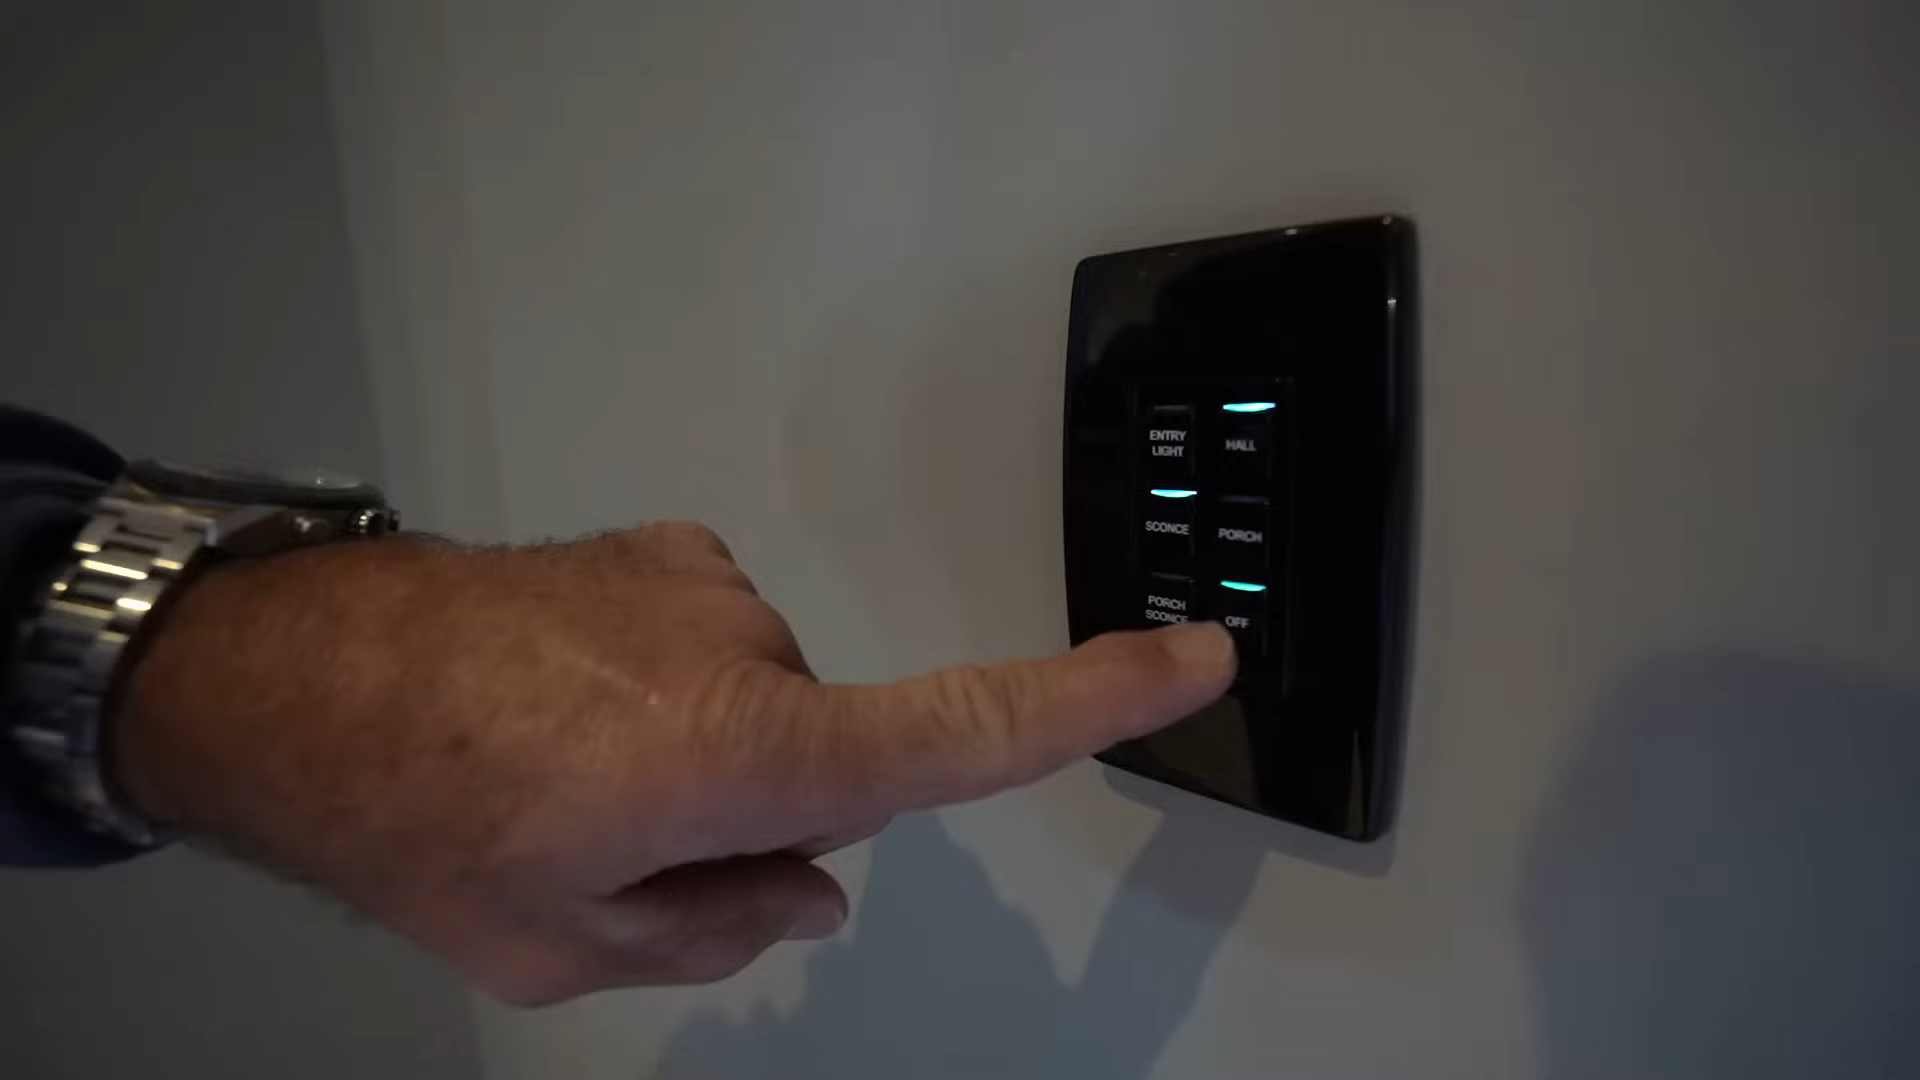 ENTRY
LIGHT
HALL
SCONCE
PORCH
PORCH
SCONCE
OFF